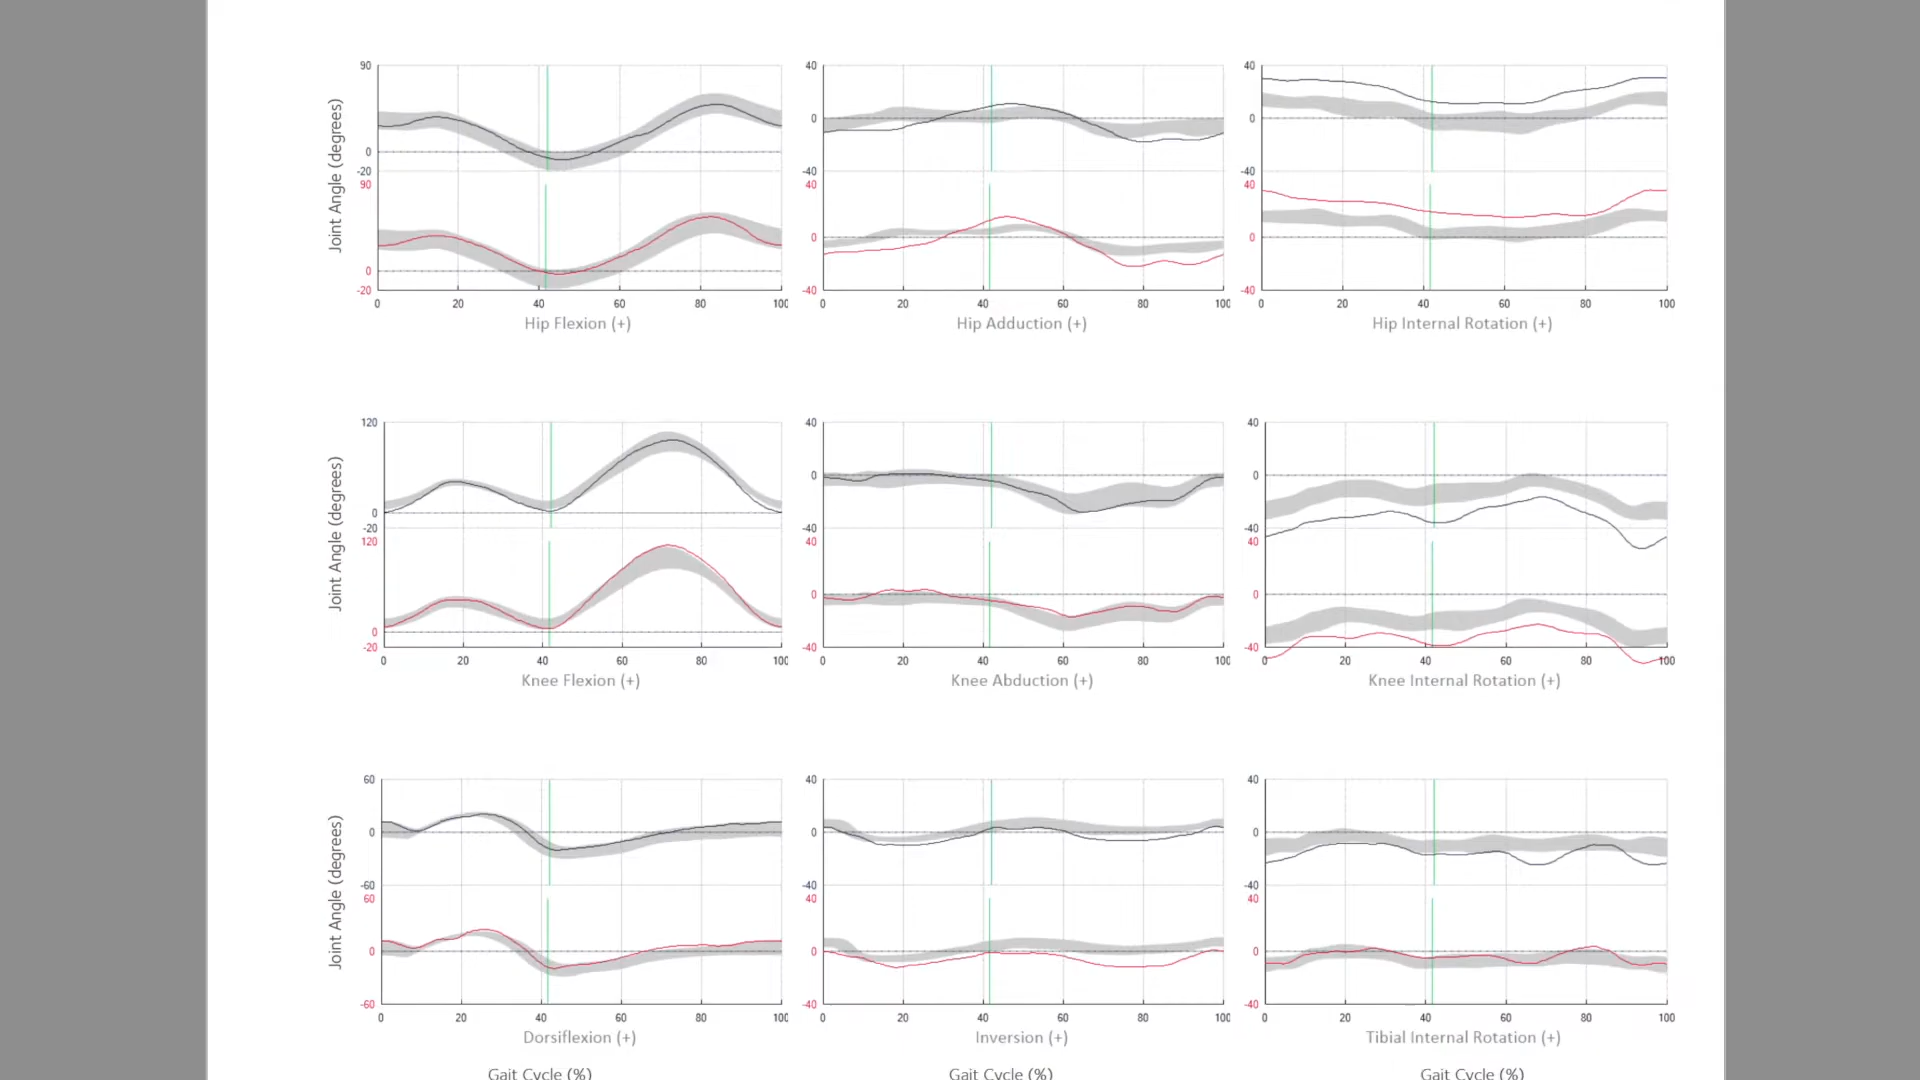 Joint Angle (degrees)
90
0
-20
90
0
-20
0 20 40 60 80 100
Hip Flexion (+)
40
0
-40
40
0
-40
0 20 40 60 80 100
Hip Adduction (+)
40
0
-40
40
0
-40
0 20 40 60 80 100
Hip Internal Rotation (+)
Joint Angle (degrees)
120
0
-20
120
0
-20
0 20 40 60 80 100
Knee Flexion (+)
40
0
-40
40
0
-40
0 20 40 60 80 100
Knee Abduction (+)
40
0
-40
40
0
-40
0 20 40 60 80 100
Knee Internal Rotation (+)
Joint Angle (degrees)
60
0
-60
60
0
-60
0 20 40 60 80 100
Dorsiflexion (+)
40
0
-40
40
0
-40
0 20 40 60 80 100
Inversion (+)
40
0
-40
40
0
-40
0 20 40 60 80 100
Tibial Internal Rotation (+)
Gait Cycle (%)
Gait Cycle (%)
Gait Cycle (%)